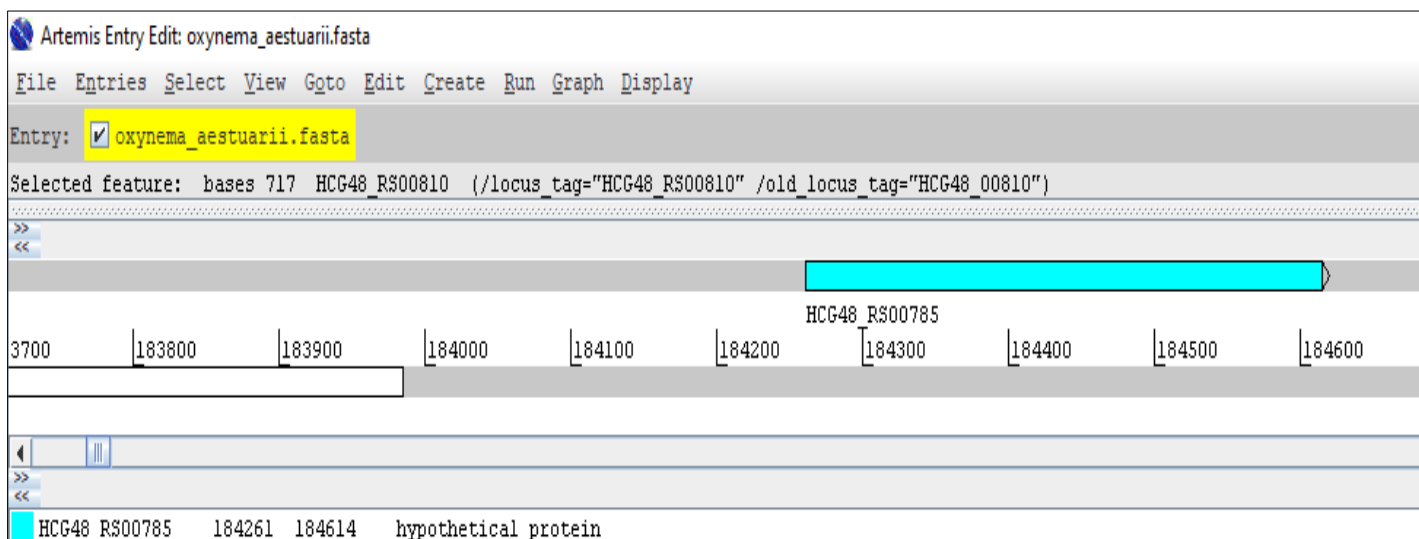 Artemis Entry Edit: oxynema_aestuarii.fasta
File Entries Select View Goto Edit Create Run Graph Display
Entry: oxynema_aestuarii.fasta
Selected feature: bases 717 HCG48_RS00810 (/locus_tag="HCG48_RS00810" /old_locus_tag="HCG48_00810")
>>
<<
HCG48_RS00785
3700 183800 183900 184000 184100 184200 184300 184400 184500 184600
>>
<<
HCG48_RS00785 184261 184614 hypothetical protein